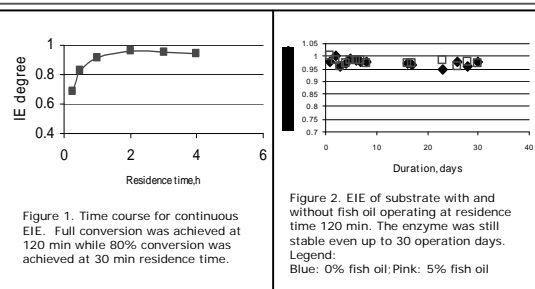 1
0.8
0.6
0.4
IE degree
0 2 4 6
Residence time,h
Figure 1. Time course for continuous
EIE. Full conversion was achieved at
120 min while 80% conversion was
achieved at 30 min residence time.
1.05
1
0.95
0.9
0.85
0.8
0.75
0.7
0 10 20 30 40
Duration, days
Figure 2. EIE of substrate with and
without fish oil operating at residence
time 120 min. The enzyme was still
stable even up to 30 operation days.
Legend:
Blue: 0% fish oil; Pink: 5% fish oil